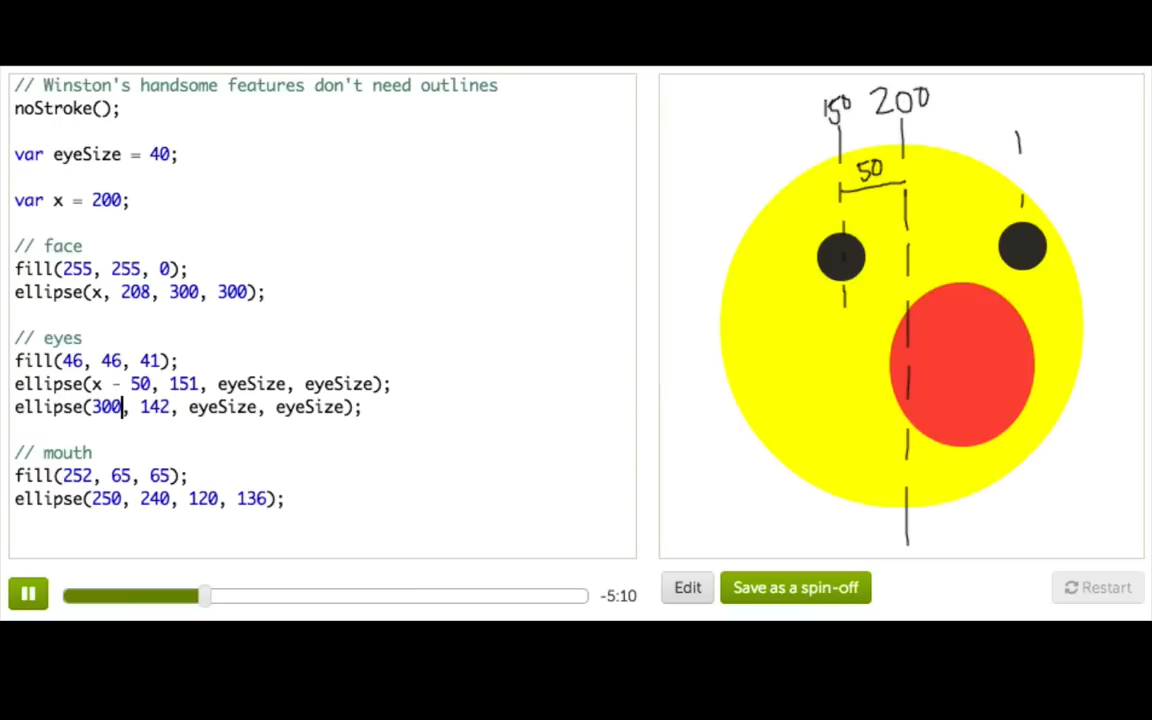 // Winston's handsome features don't need outlines
noStroke();
var eyeSize = 40;
var x = 200;
// face
fill(255, 255, 0);
ellipse(x, 208, 300, 300);
// eyes
fill(46, 46, 41);
ellipse(x - 50, 151, eyeSize, eyeSize);
ellipse(300, 142, eyeSize, eyeSize);
// mouth
fill(252, 65, 65);
ellipse(250, 240, 120, 136);
150 200
50
-5:10
Edit
Save as a spin-off
Restart